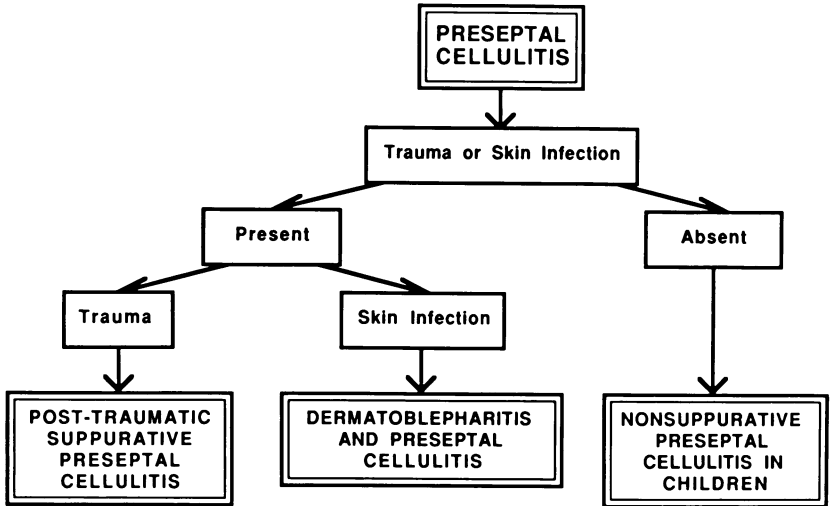 PRESEPTAL
CELLULITIS
Trauma or Skin Infection
Present
Absent
Trauma
Skin Infection
POST-TRAUMATIC
SUPPURATIVE
PRESEPTAL
CELLULITIS
DERMATOBLEPHARITIS
AND PRESEPTAL
CELLULITIS
NONSUPPURATIVE
PRESEPTAL
CELLULITIS IN
CHILDREN